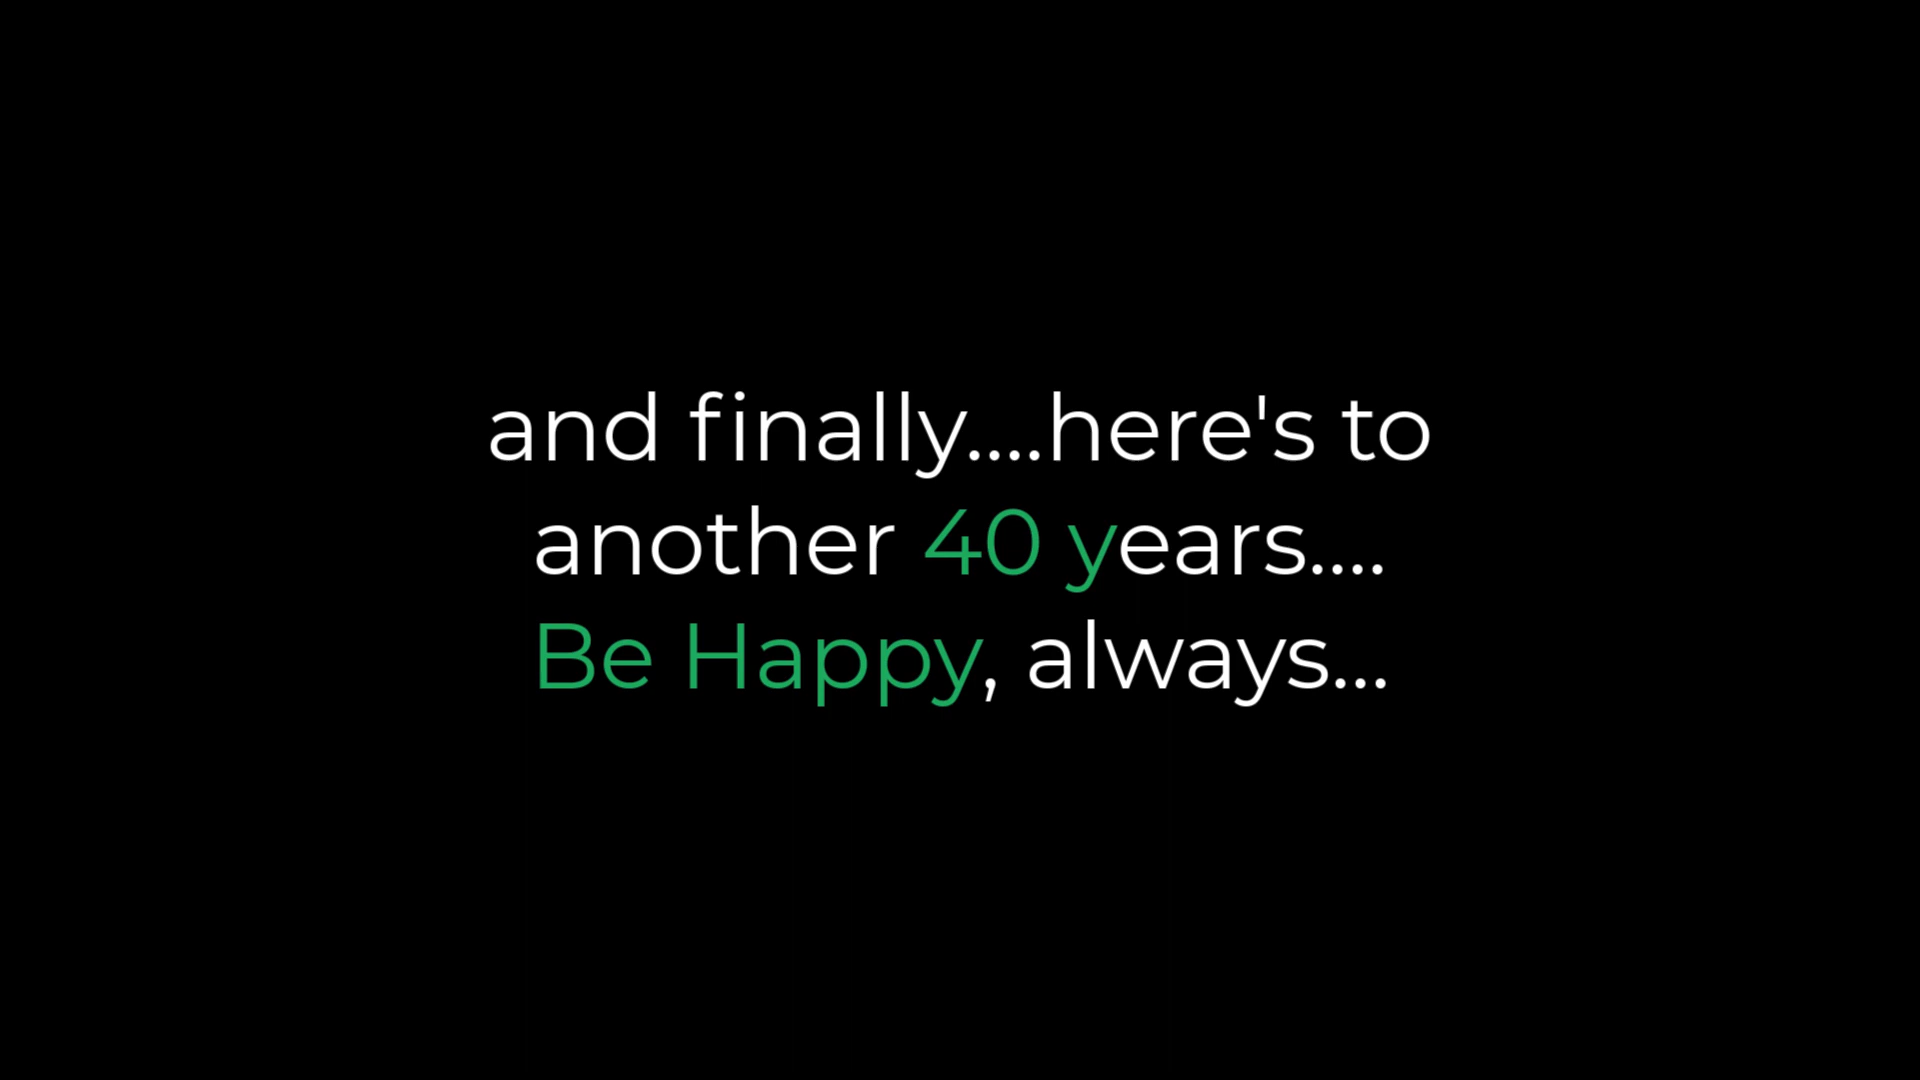 and finally....here's to
another 40 years....
Be Happy, always...